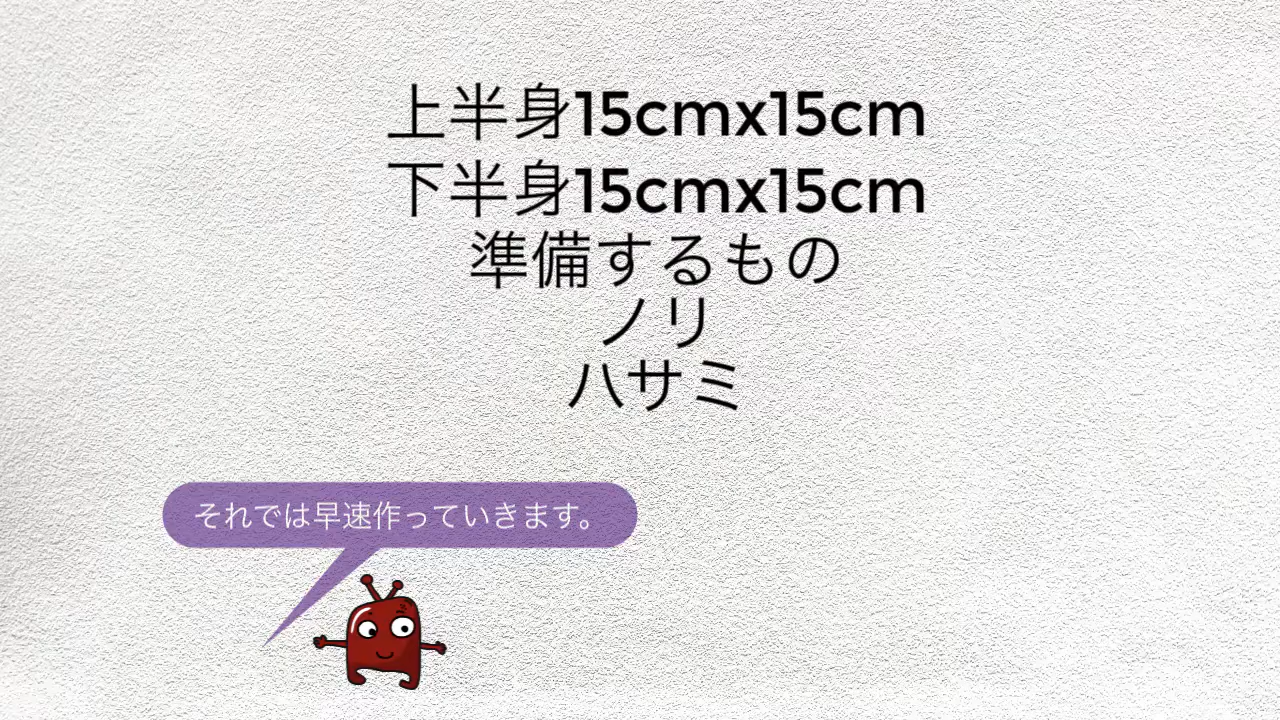 上半身15cmx15cm
下半身15cmx15cm
準備するもの
ノリ
ハサミ
それでは早速作っていきます。